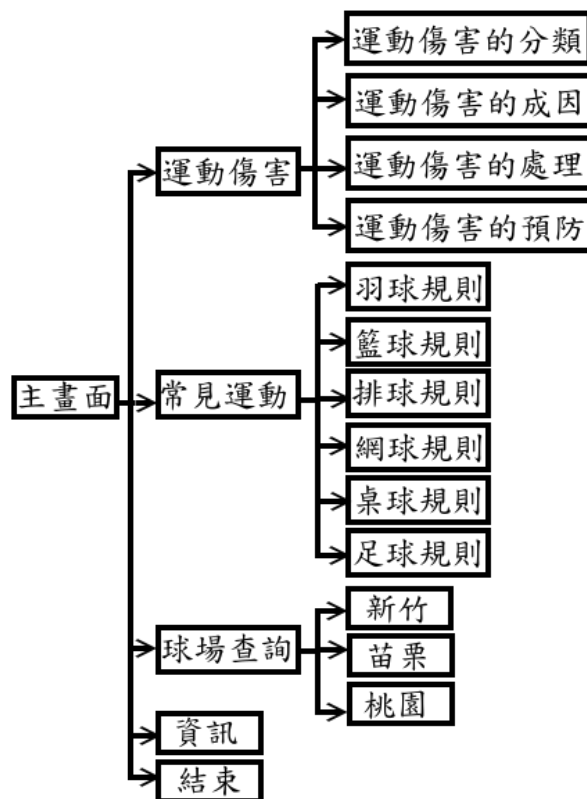 主畫面
運動傷害
運動傷害的分類
運動傷害的成因
運動傷害的處理
運動傷害的預防
常見運動
羽球規則
籃球規則
排球規則
網球規則
桌球規則
足球規則
球場查詢
新竹
苗栗
桃園
資訊
結束